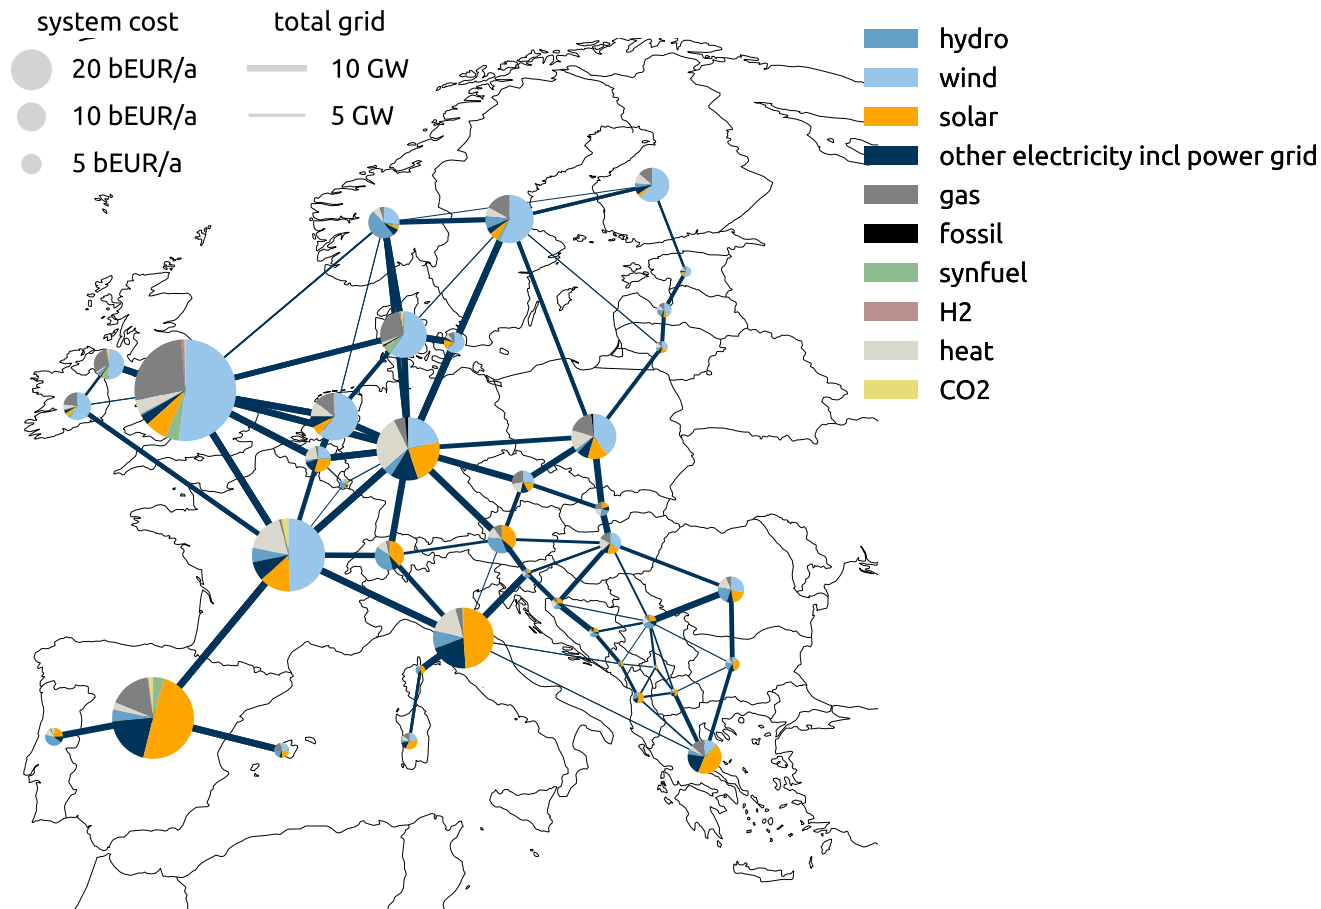 system cost
20 bEUR/a
10 bEUR/a
5 bEUR/a
total grid
10 GW
5 GW
hydro
wind
solar
other electricity incl power grid
gas
fossil
synfuel
H2
heat
CO2